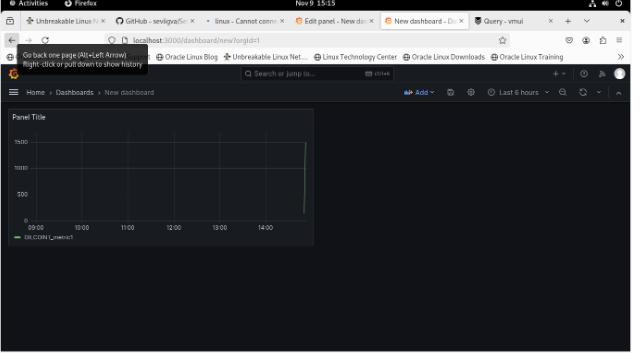 Activities Firefox Nov 9 15:15
Unbreakable Linux N
GitHub - sevligva/Se
linux - Cannot conne
Edit panel - New das
New dashboard - Da
Query - vmui
localhost:3000/dashboard/new?orgId=1
Go back one page (Alt+Left Arrow)
Right-click or pull down to show history
Oracle Linux Blog
Unbreakable Linux Net...
Linux Technology Center
Oracle Linux Downloads
Oracle Linux Training
Search or jump to... ctrl+k
Home > Dashboards > New dashboard
Add
Last 6 hours
Panel Title
1500
1000
500
0
09:00 10:00 11:00 12:00 13:00 14:00